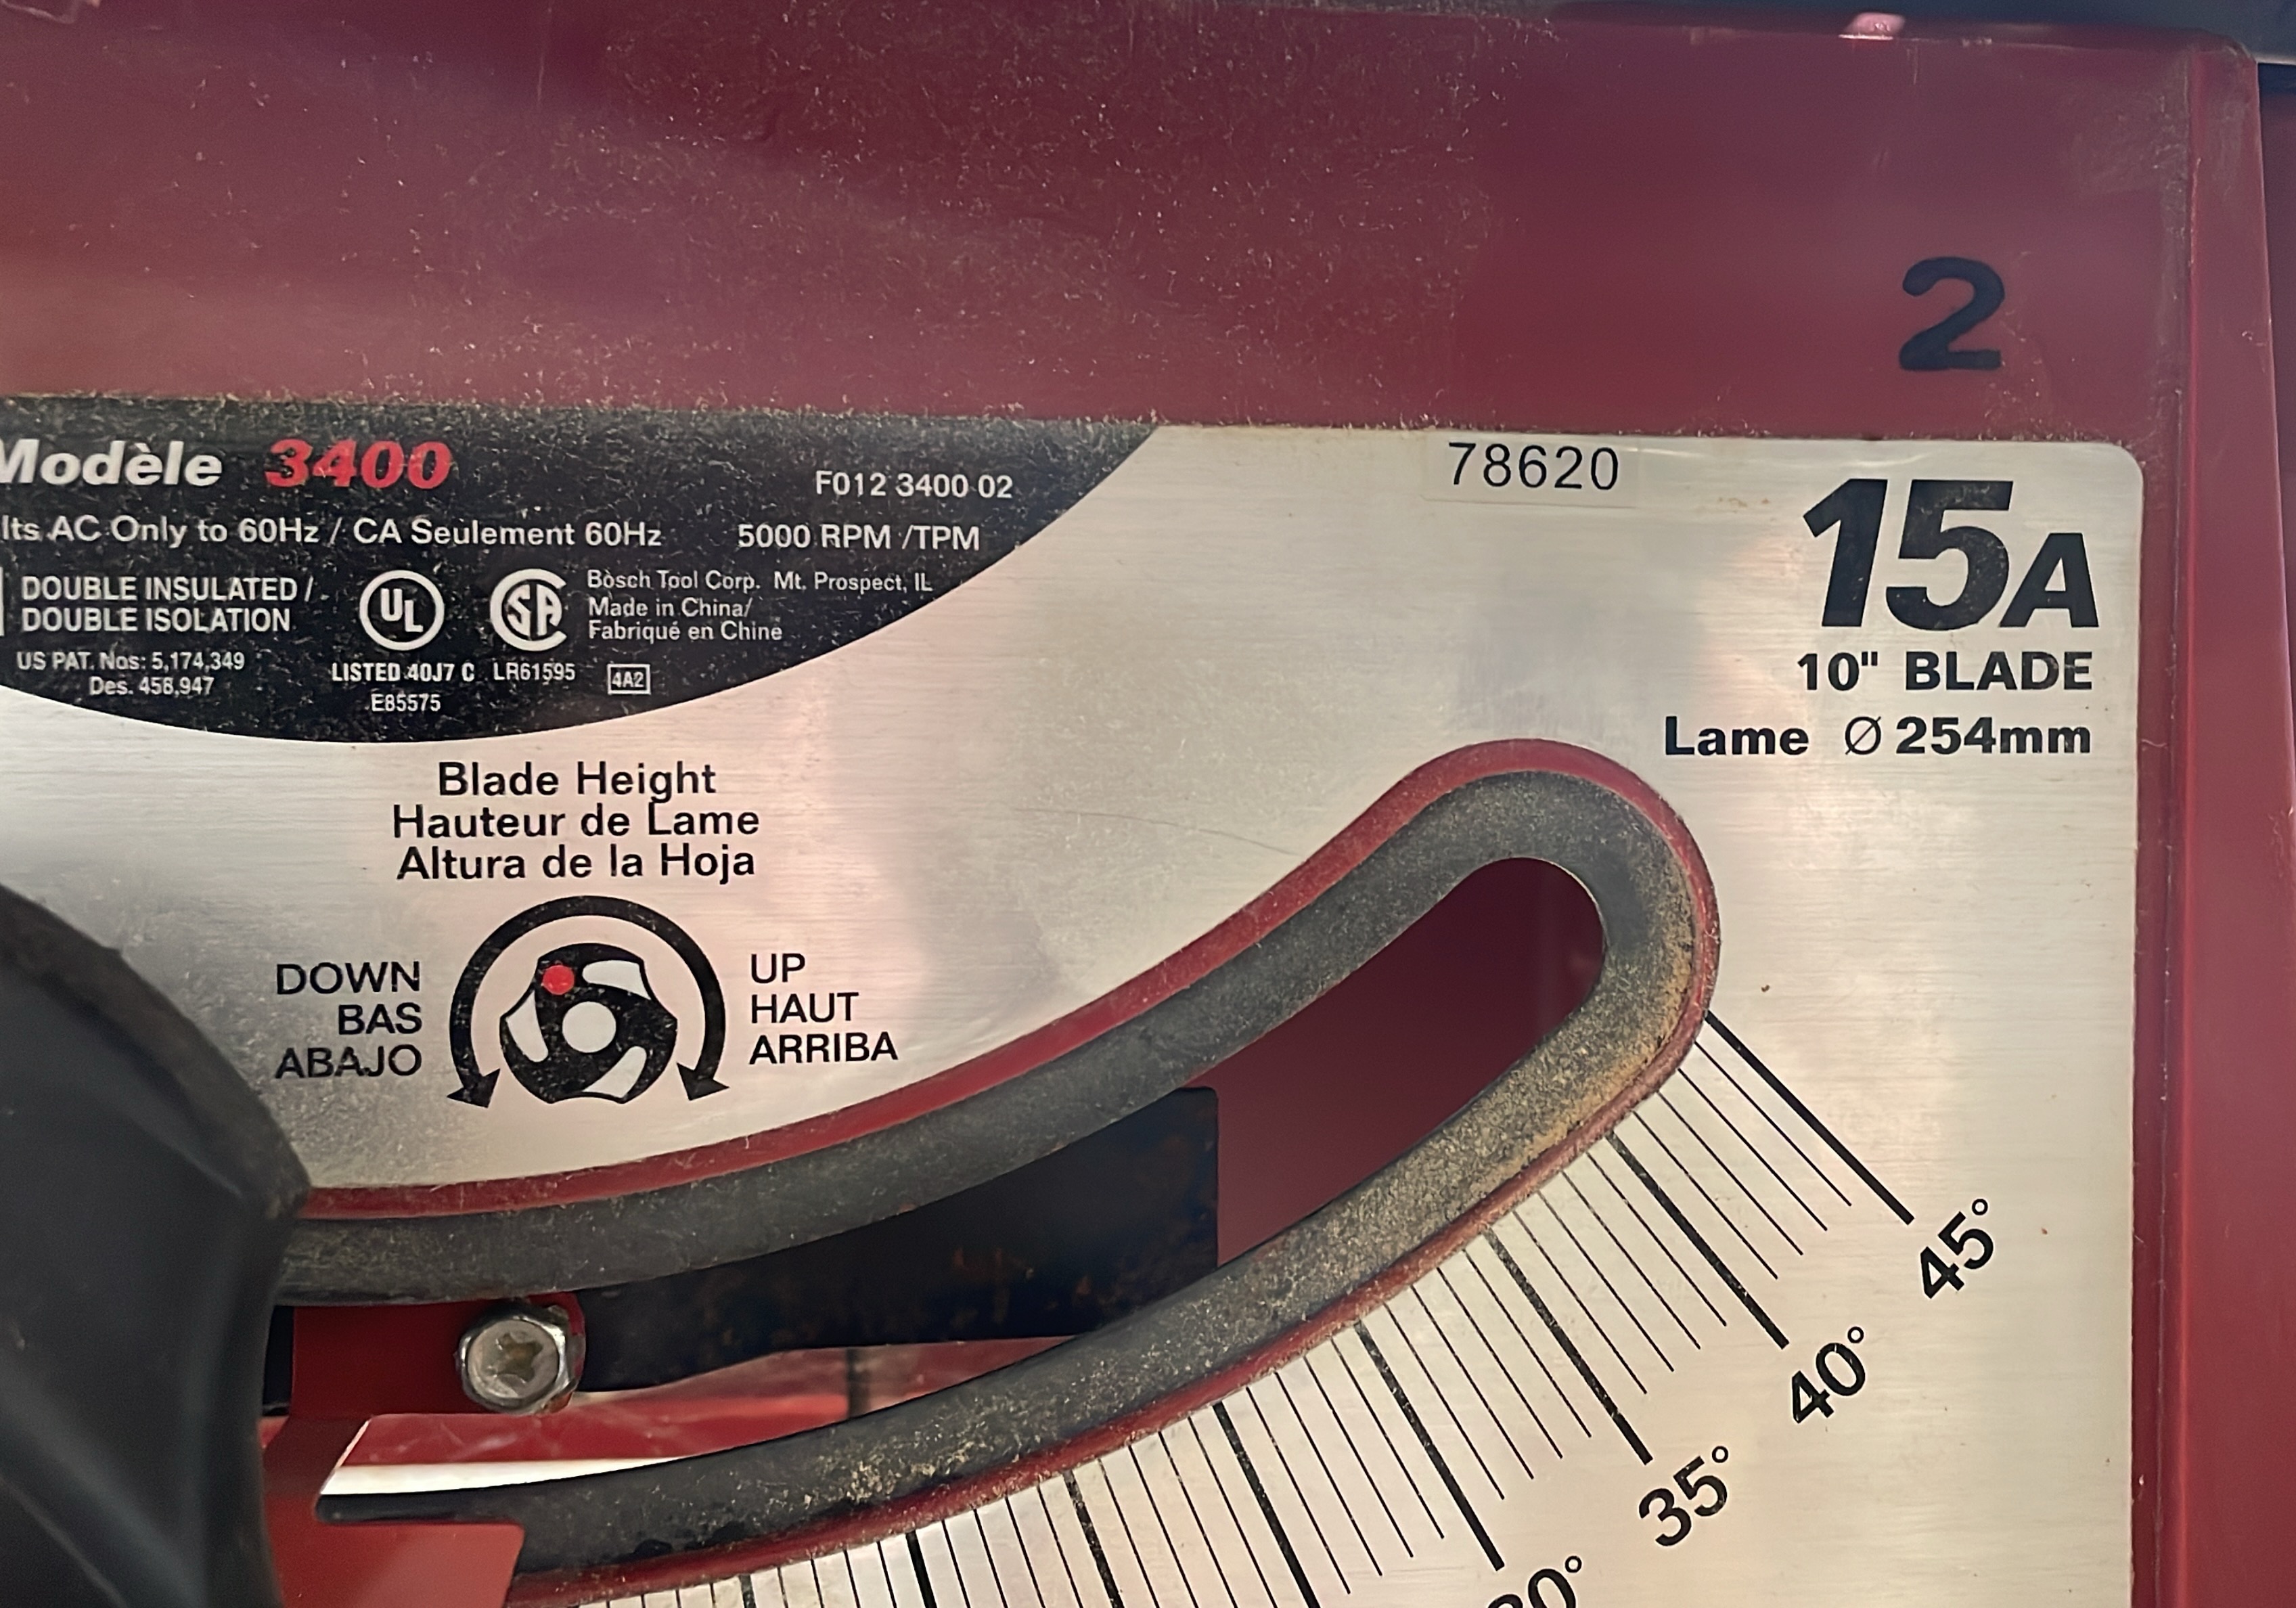 2
Modèle 3400
F012 3400 02
78620
15A
AC Only to 60Hz / CA Seulement 60Hz
5000 RPM /TPM
DOUBLE INSULATED /
DOUBLE ISOLATION
UL
SA
Bosch Tool Corp. Mt. Prospect, IL
Made in China/
Fabriqué en Chine
US PAT. Nos: 5,174,349
Des. 458,947
LISTED 40J7 C
E85575
LR61595
4A2
10" BLADE
Lame Ø 254mm
Blade Height
Hauteur de Lame
Altura de la Hoja
DOWN
BAS
ABAJO
UP
HAUT
ARRIBA
45°
40°
35°